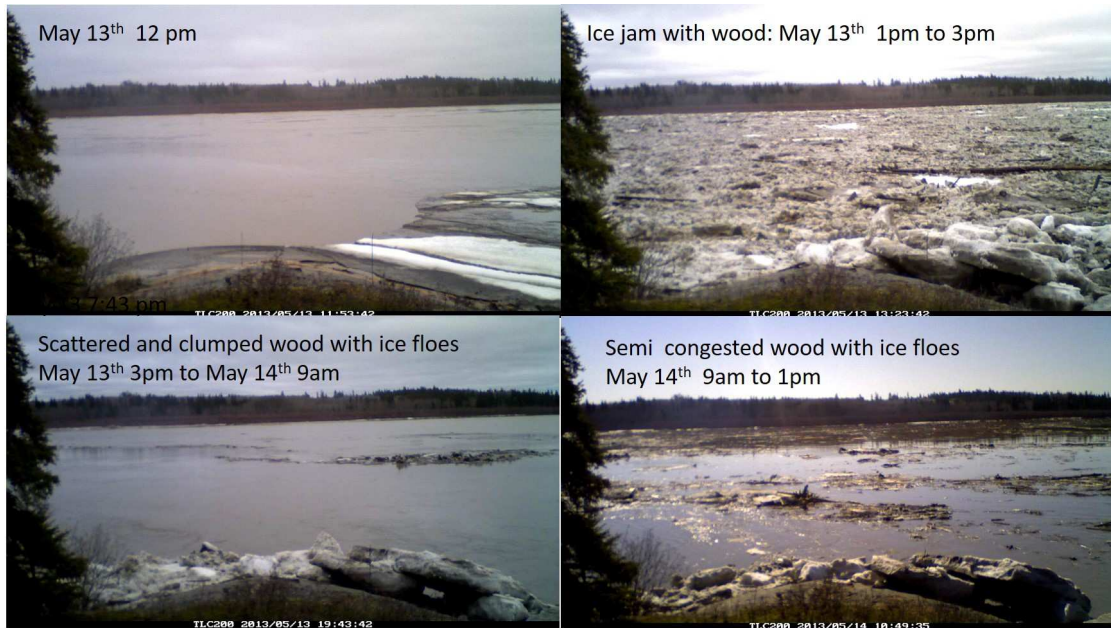 May 13th 12 pm
Ice jam with wood: May 13th 1pm to 3pm
7:43 pm
TLC200 2013/05/13 11:53:42
TLC200 2013/05/13 13:23:42
Scattered and clumped wood with ice floes
May 13th 3pm to May 14th 9am
Semi congested wood with ice floes
May 14th 9am to 1pm
TLC200 2013/05/13 19:43:42
TLC200 2013/05/14 10:49:35